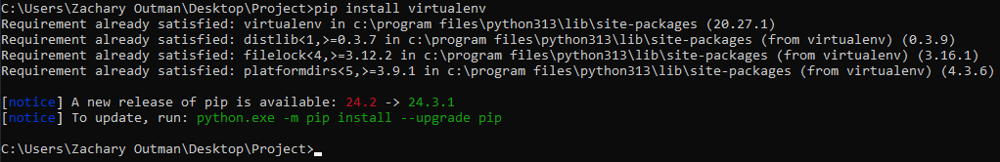 C:\Users\Zachary Outman\Desktop\Project>pip install virtualenv
Requirement already satisfied: virtualenv in c:\program files\python313\lib\site-packages (20.27.1)
Requirement already satisfied: distlib<1,>=0.3.7 in c:\program files\python313\lib\site-packages (from virtualenv) (0.3.9)
Requirement already satisfied: filelock<4,>=3.12.2 in c:\program files\python313\lib\site-packages (from virtualenv) (3.16.1)
Requirement already satisfied: platformdirs<5,>=3.9.1 in c:\program files\python313\lib\site-packages (from virtualenv) (4.3.6)
[notice] A new release of pip is available: 24.2 -> 24.3.1
[notice] To update, run: python.exe -m pip install --upgrade pip
C:\Users\Zachary Outman\Desktop\Project>